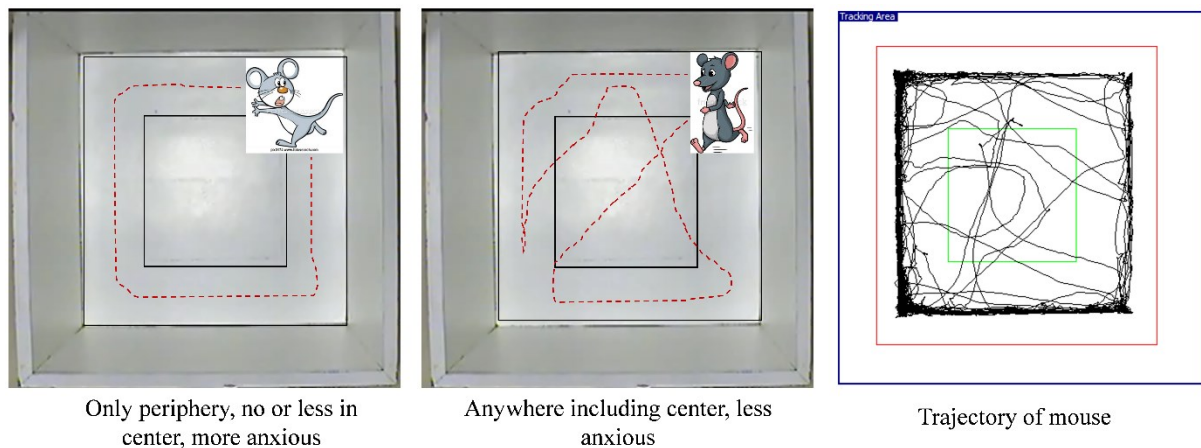 Tracking Area
Only periphery, no or less in
center, more anxious
Anywhere including center, less
anxious
Trajectory of mouse